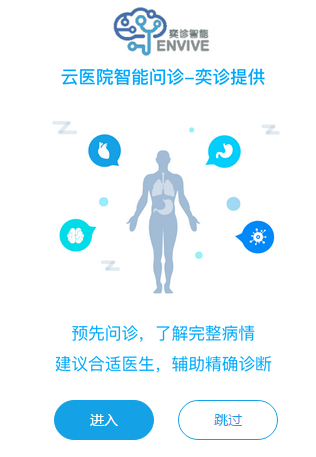 奕诊智能
ENVIVE
云医院智能问诊–奕诊提供
预先问诊，了解完整病情
建议合适医生，辅助精确诊断
进入 跳过